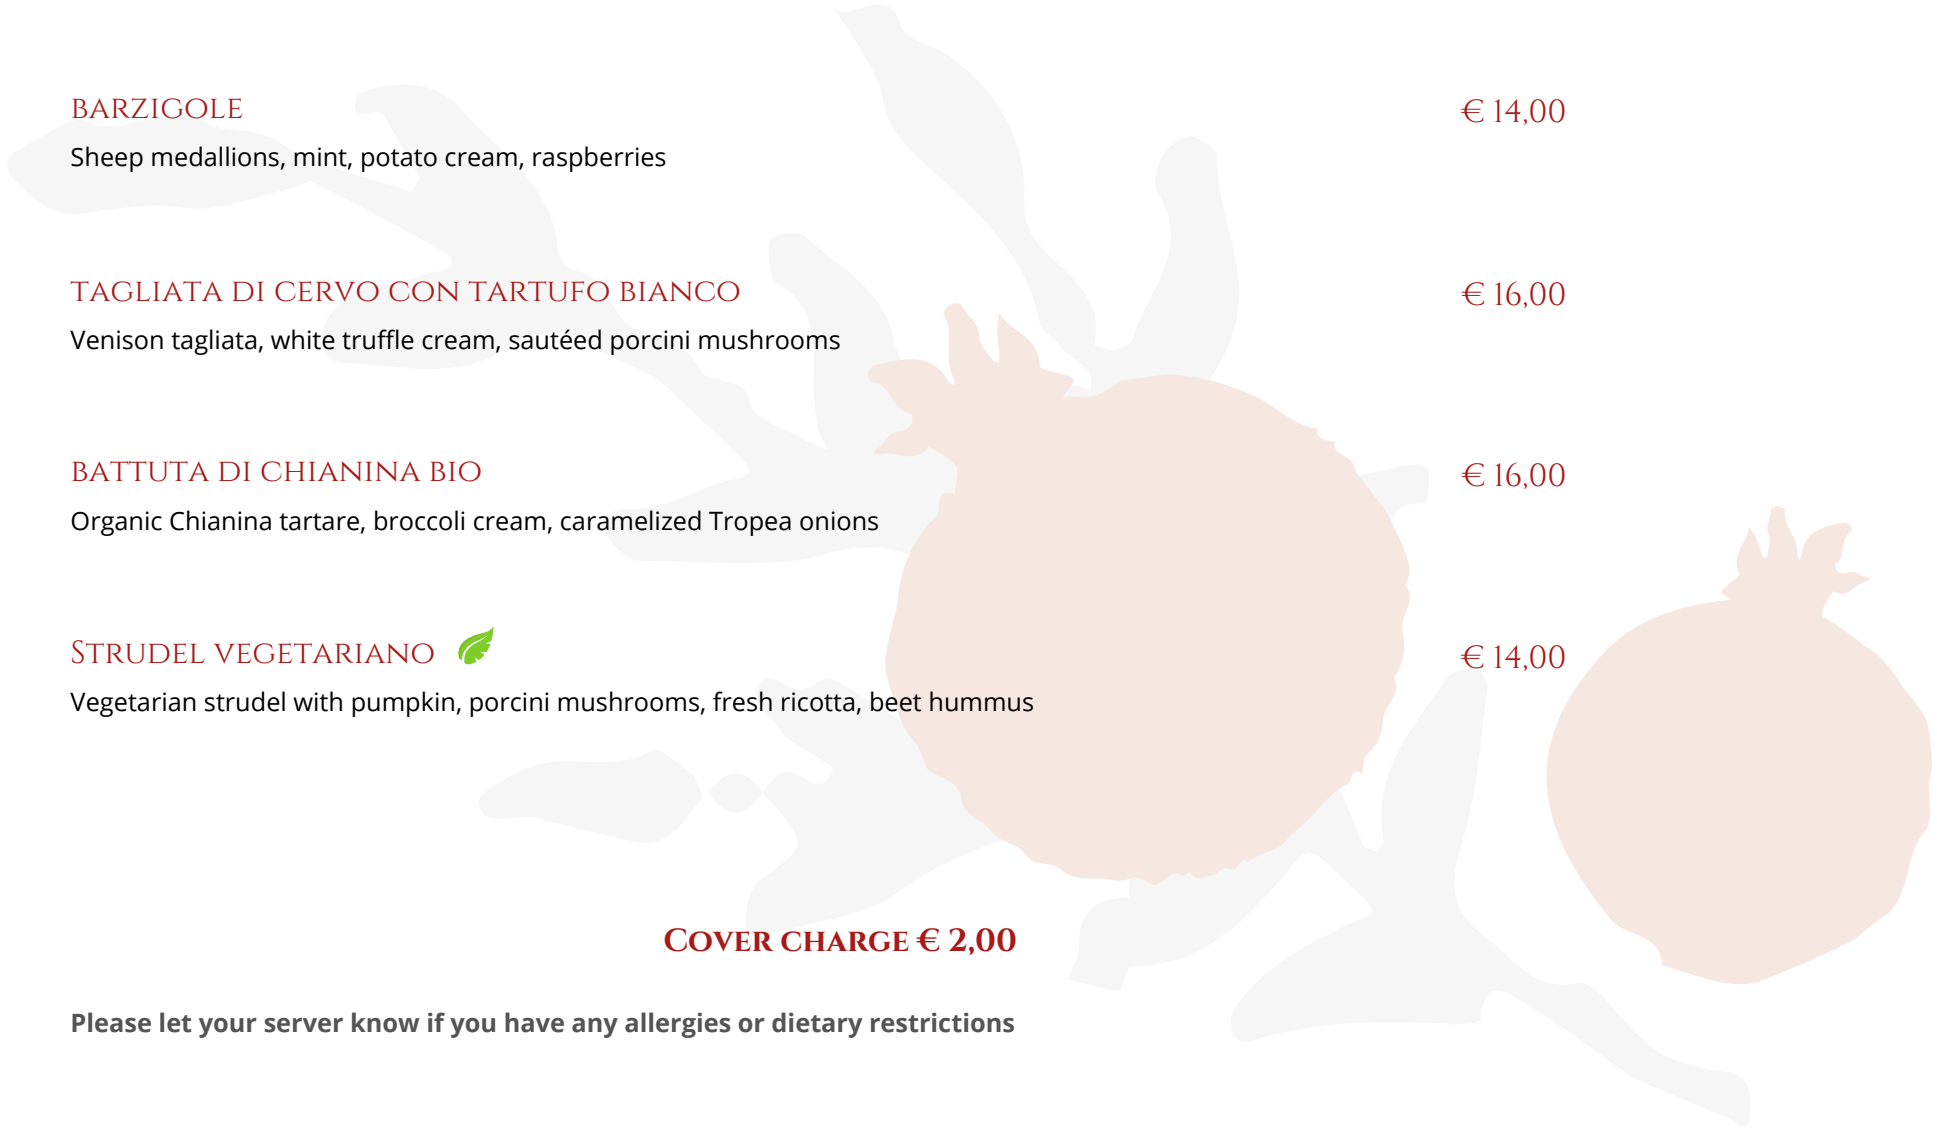 BARZIGOLE € 14,00
Sheep medallions, mint, potato cream, raspberries
TAGLIATA DI CERVO CON TARTUFO BIANCO € 16,00
Venison tagliata, white truffle cream, sautéed porcini mushrooms
BATTUTA DI CHIANINA BIO € 16,00
Organic Chianina tartare, broccoli cream, caramelized Tropea onions
STRUDEL VEGETARIANO € 14,00
Vegetarian strudel with pumpkin, porcini mushrooms, fresh ricotta, beet hummus
COVER CHARGE € 2,00
Please let your server know if you have any allergies or dietary restrictions